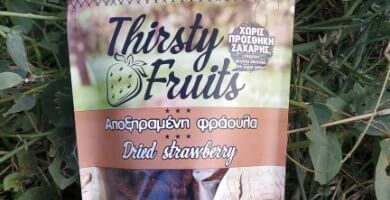 Thirsty
Fruits
ΧΩΡΙΣ
ΠΡΟΣΘΗΚΗ
ΖΑΧΑΡΗΣ,
Αποξηραμένη φράουλα
Dried strawberry